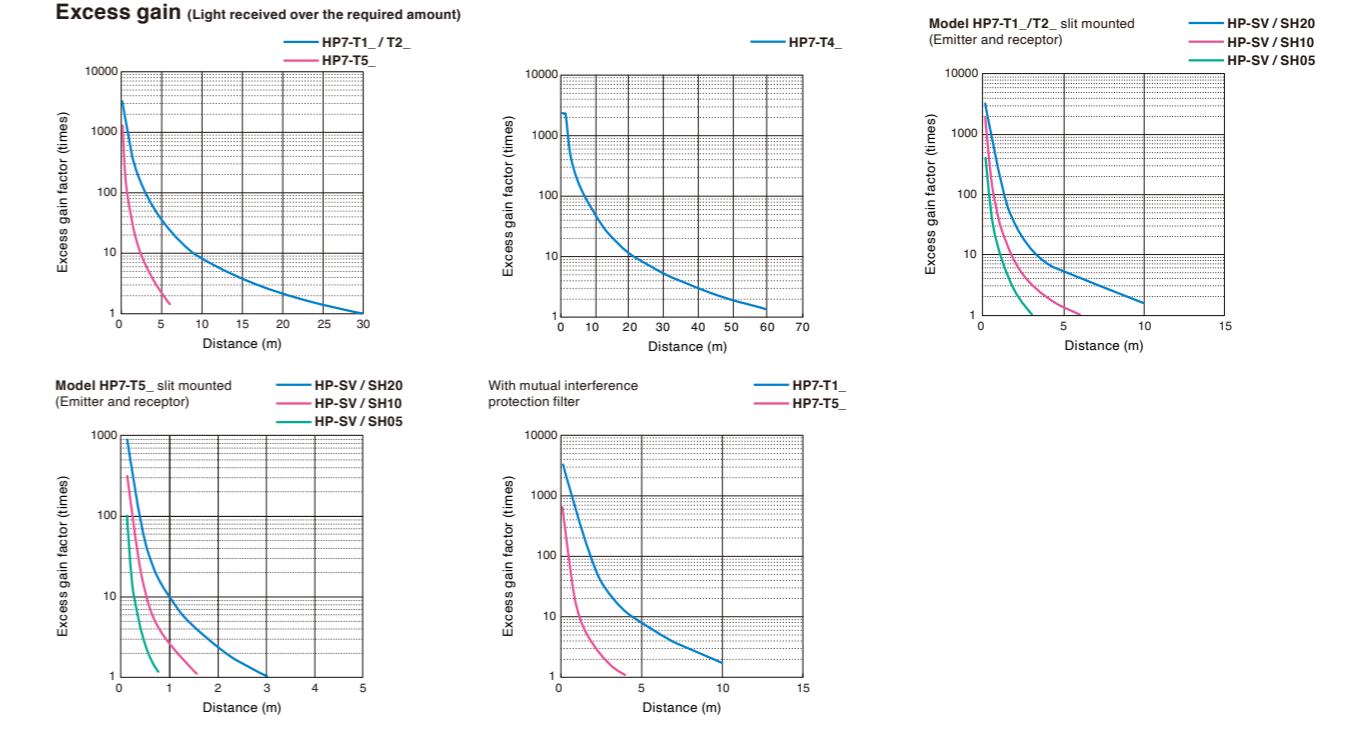 Excess gain (Light received over the required amount)
HP7-T1_ / T2_
HP7-T5_
Excess gain factor (times)
10000
1000
100
10
1
0 5 10 15 20 25 30
Distance (m)
HP7-T4_
Excess gain factor (times)
10000
1000
100
10
1
0 10 20 30 40 50 60 70
Distance (m)
Model HP7-T1_/T2_ slit mounted
(Emitter and receptor)
HP-SV / SH20
HP-SV / SH10
HP-SV / SH05
Excess gain factor (times)
10000
1000
100
10
1
0 5 10 15
Distance (m)
Model HP7-T5_ slit mounted
(Emitter and receptor)
HP-SV / SH20
HP-SV / SH10
HP-SV / SH05
Excess gain factor (times)
1000
100
10
1
0 1 2 3 4 5
Distance (m)
With mutual interference
protection filter
HP7-T1_
HP7-T5_
Excess gain factor (times)
10000
1000
100
10
1
0 5 10 15
Distance (m)